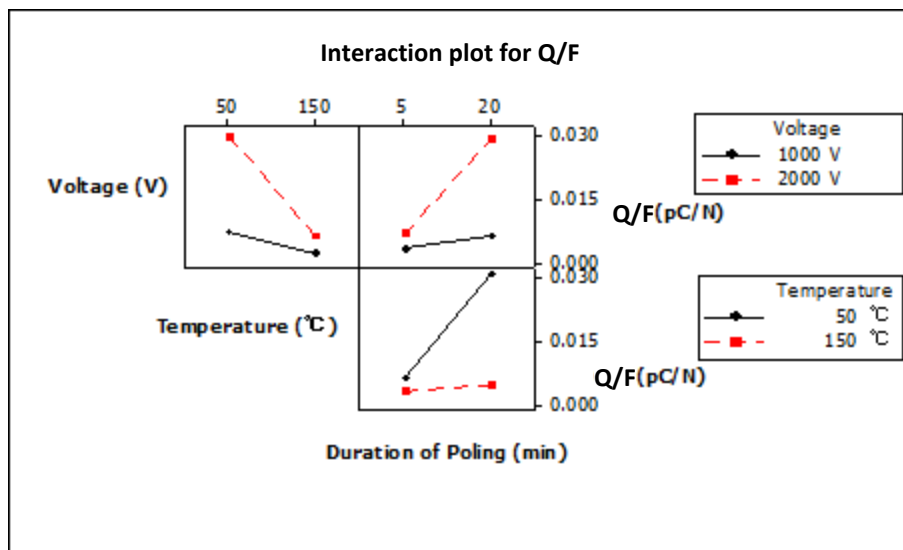 Interaction plot for Q/F
50 150 5 20
Voltage (V)
0.030
0.015
0.000
Q/F(pC/N)
Voltage
1000 V
2000 V
Temperature (℃)
0.030
0.015
0.000
Q/F(pC/N)
Temperature
50 ℃
150 ℃
Duration of Poling (min)